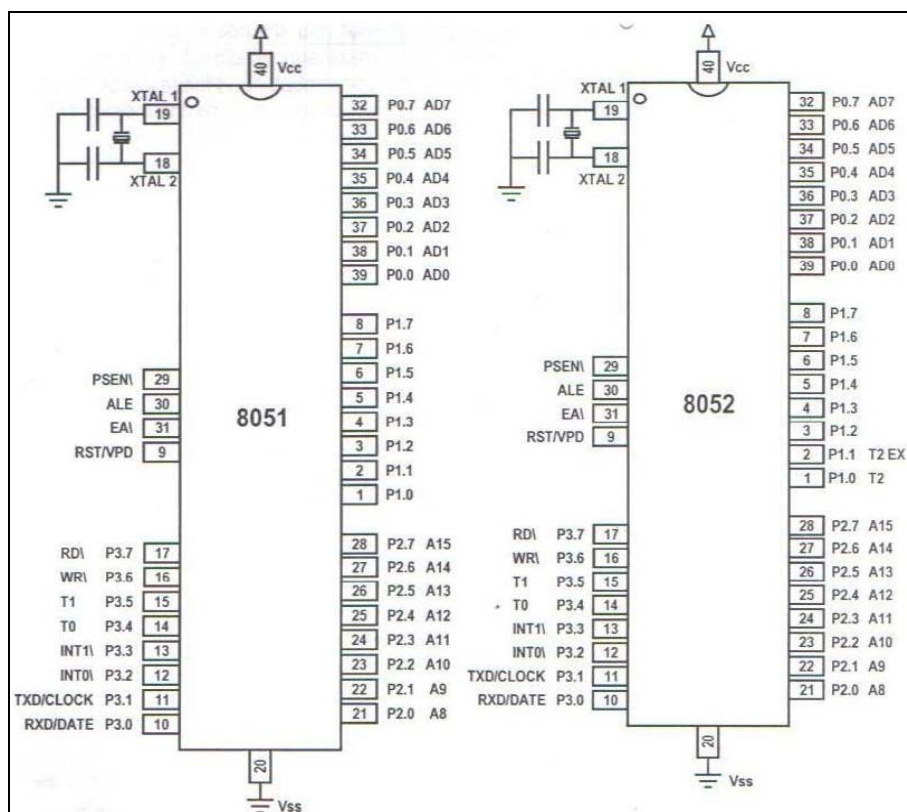 40 Vcc
XTAL 1
19
18
XTAL 2
32 P0.7 AD7
33 P0.6 AD6
34 P0.5 AD5
35 P0.4 AD4
36 P0.3 AD3
37 P0.2 AD2
38 P0.1 AD1
39 P0.0 AD0
8 P1.7
7 P1.6
6 P1.5
5 P1.4
4 P1.3
3 P1.2
2 P1.1
1 P1.0
PSEN\ 29
ALE 30
EA\ 31
RST/VPD 9
8051
RD\ P3.7 17
WR\ P3.6 16
T1 P3.5 15
T0 P3.4 14
INT1\ P3.3 13
INT0\ P3.2 12
TXD/CLOCK P3.1 11
RXD/DATE P3.0 10
28 P2.7 A15
27 P2.6 A14
26 P2.5 A13
25 P2.4 A12
24 P2.3 A11
23 P2.2 A10
22 P2.1 A9
21 P2.0 A8
20
Vss
40 Vcc
XTAL 1
19
18
XTAL 2
32 P0.7 AD7
33 P0.6 AD6
34 P0.5 AD5
35 P0.4 AD4
36 P0.3 AD3
37 P0.2 AD2
38 P0.1 AD1
39 P0.0 AD0
8 P1.7
7 P1.6
6 P1.5
5 P1.4
4 P1.3
3 P1.2
2 P1.1 T2 EX
1 P1.0 T2
PSEN\ 29
ALE 30
EA\ 31
RST/VPD 9
8052
RD\ P3.7 17
WR\ P3.6 16
T1 P3.5 15
T0 P3.4 14
INT1\ P3.3 13
INT0\ P3.2 12
TXD/CLOCK P3.1 11
RXD/DATE P3.0 10
28 P2.7 A15
27 P2.6 A14
26 P2.5 A13
25 P2.4 A12
24 P2.3 A11
23 P2.2 A10
22 P2.1 A9
21 P2.0 A8
20
Vss